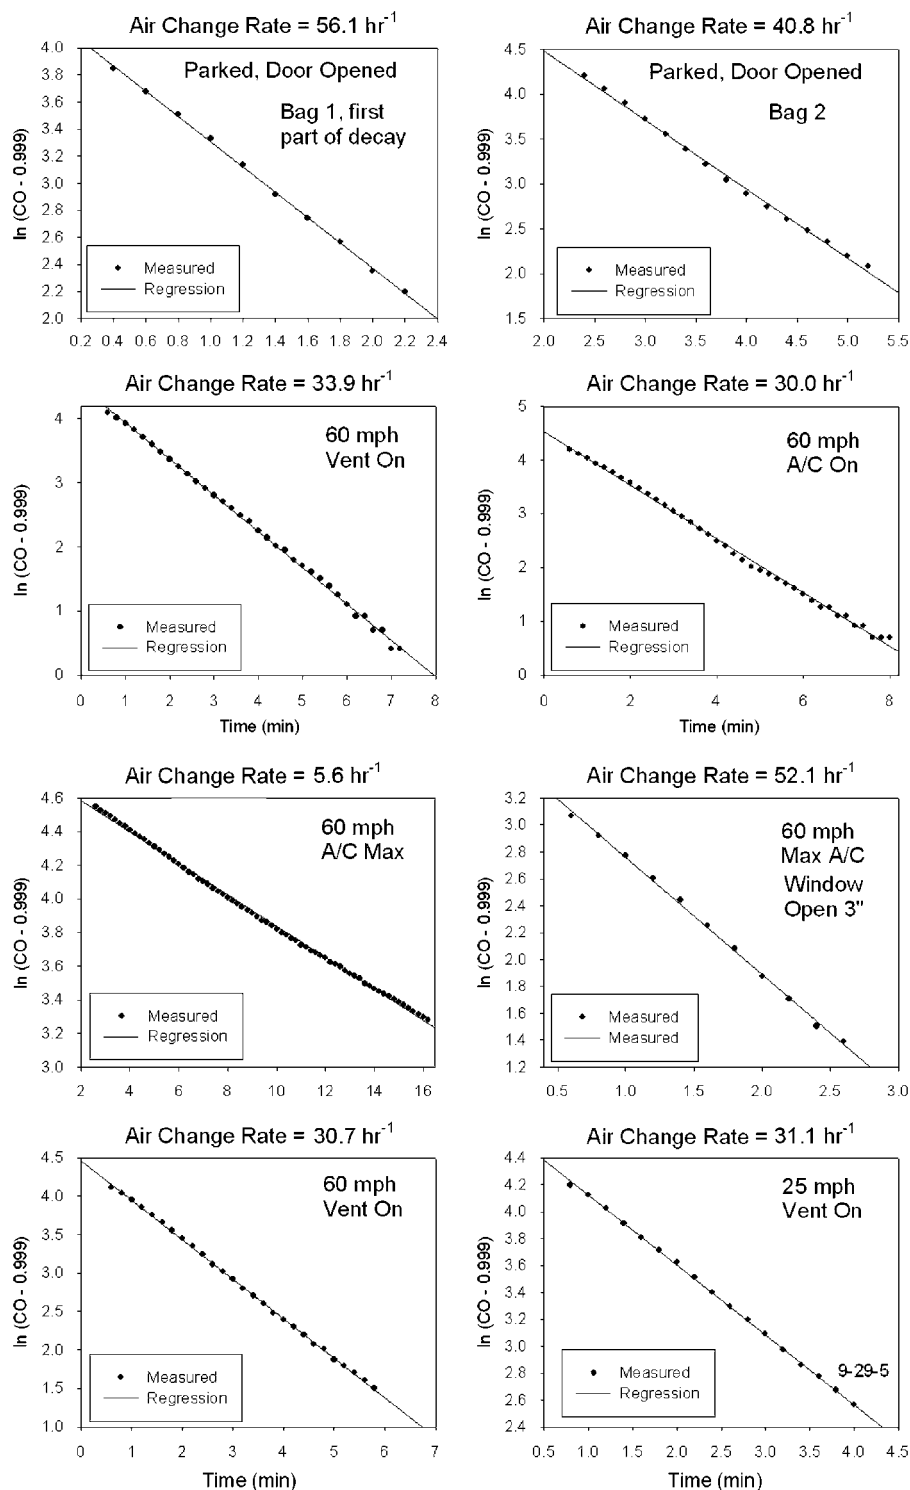 Air Change Rate = 56.1 hr-1
4.0
3.8
3.6
3.4
3.2
3.0
2.8
2.6
2.4
2.2
2.0
ln (CO - 0.999)
Parked, Door Opened
Bag 1, first
part of decay
Measured
Regression
0.2 0.4 0.6 0.8 1.0 1.2 1.4 1.6 1.8 2.0 2.2 2.4
Air Change Rate = 40.8 hr-1
4.5
4.0
3.5
3.0
2.5
2.0
1.5
ln (CO - 0.999)
Parked, Door Opened
Bag 2
Measured
Regression
2.0 2.5 3.0 3.5 4.0 4.5 5.0 5.5
Air Change Rate = 33.9 hr-1
4
3
2
1
0
ln (CO - 0.999)
60 mph
Vent On
Measured
Regression
0 1 2 3 4 5 6 7 8
Time (min)
Air Change Rate = 30.0 hr-1
5
4
3
2
1
0
ln (CO - 0.999)
60 mph
A/C On
Measured
Regression
0 2 4 6 8
Time (min)
Air Change Rate = 5.6 hr-1
4.6
4.4
4.2
4.0
3.8
3.6
3.4
3.2
3.0
ln (CO - 0.999)
60 mph
A/C Max
Measured
Regression
2 4 6 8 10 12 14 16
Air Change Rate = 52.1 hr-1
3.2
3.0
2.8
2.6
2.4
2.2
2.0
1.8
1.6
1.4
1.2
ln (CO - 0.999)
60 mph
Max A/C
Window
Open 3"
Measured
Measured
0.5 1.0 1.5 2.0 2.5 3.0
Air Change Rate = 30.7 hr-1
4.5
4.0
3.5
3.0
2.5
2.0
1.5
1.0
ln (CO - 0.999)
60 mph
Vent On
Measured
Regression
0 1 2 3 4 5 6 7
Time (min)
Air Change Rate = 31.1 hr-1
4.4
4.2
4.0
3.8
3.6
3.4
3.2
3.0
2.8
2.6
2.4
ln (CO - 0.999)
25 mph
Vent On
9-29-5
Measured
Regression
0.5 1.0 1.5 2.0 2.5 3.0 3.5 4.0 4.5
Time (min)